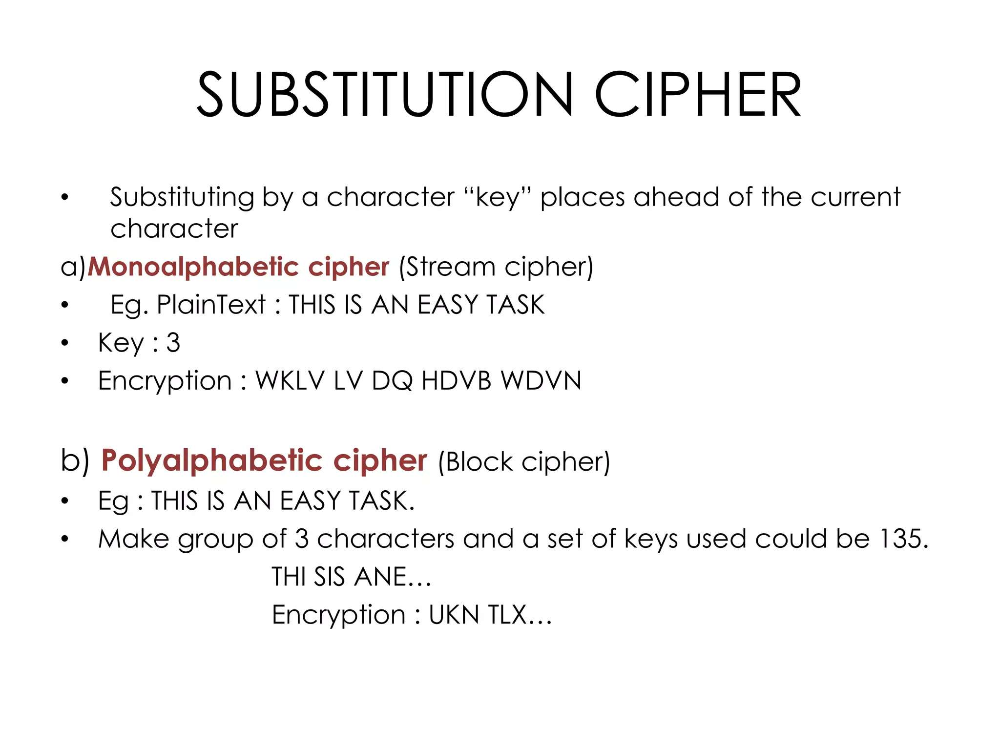 SUBSTITUTION CIPHER
• Substituting by a character “key” places ahead of the current
character
a)Monoalphabetic cipher (Stream cipher)
• Eg. PlainText : THIS IS AN EASY TASK
• Key : 3
• Encryption : WKLV LV DQ HDVB WDVN
b) Polyalphabetic cipher (Block cipher)
• Eg : THIS IS AN EASY TASK.
• Make group of 3 characters and a set of keys used could be 135.
THI SIS ANE…
Encryption : UKN TLX…